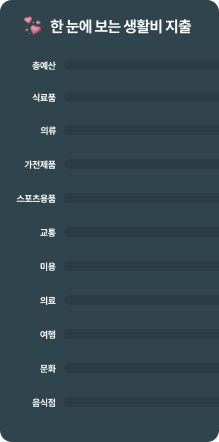 한 눈에 보는 생활비 지출
총예산
식료품
의류
가전제품
스포츠용품
교통
미용
의료
여행
문화
음식점